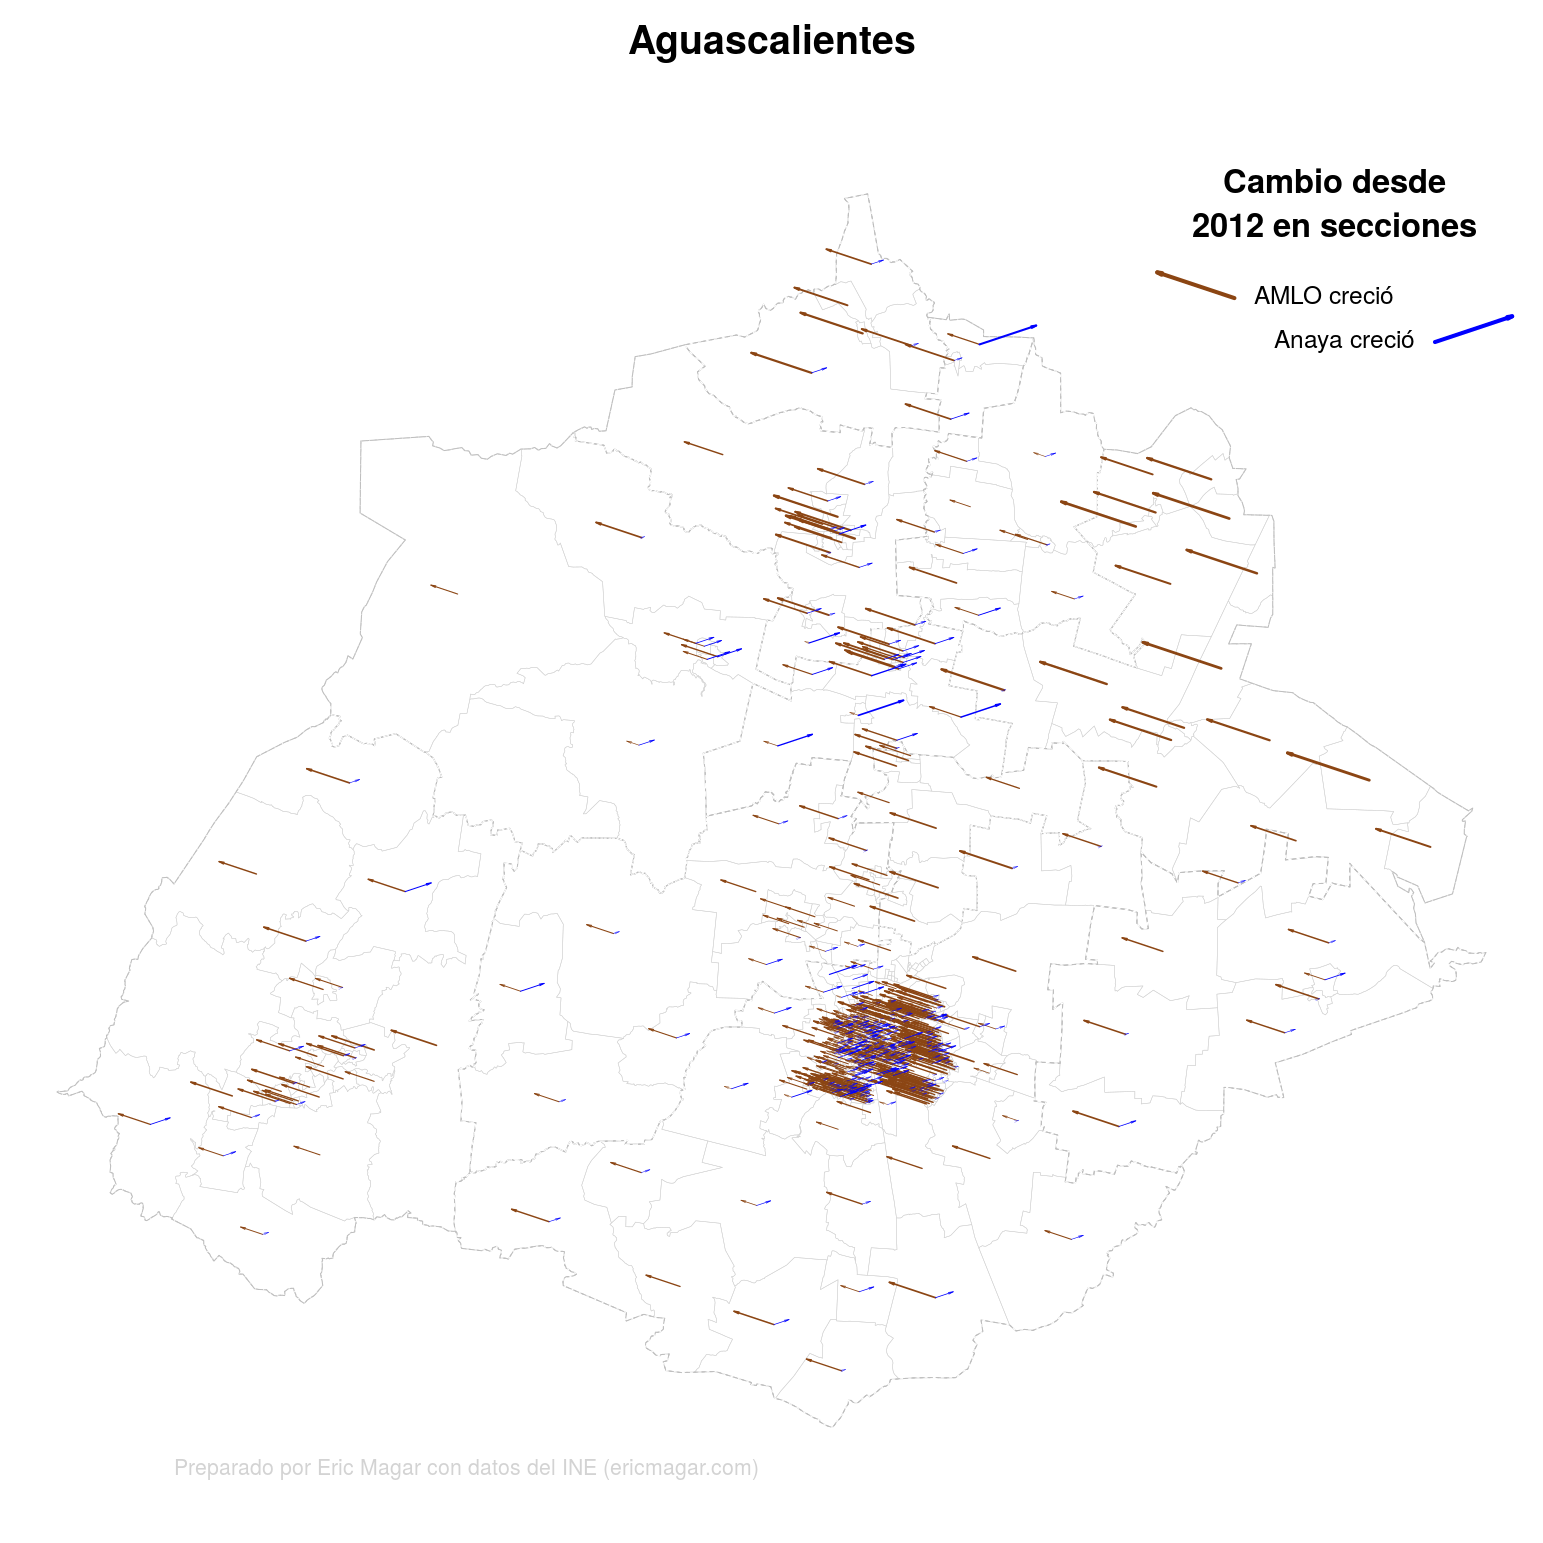 Aguascalientes
Cambio desde
2012 en secciones
AMLO creció
Anaya creció
Preparado por Eric Magar con datos del INE (ericmagar.com)